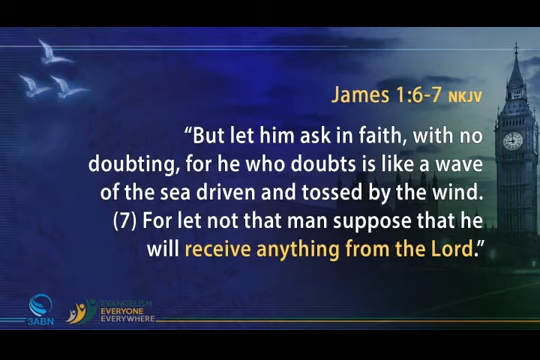 James 1:6-7 NKJV
“But let him ask in faith, with no
doubting, for he who doubts is like a wave
of the sea driven and tossed by the wind.
(7) For let not that man suppose that he
will receive anything from the Lord.”
3ABN
EVANGELISM
EVERYONE
EVERYWHERE